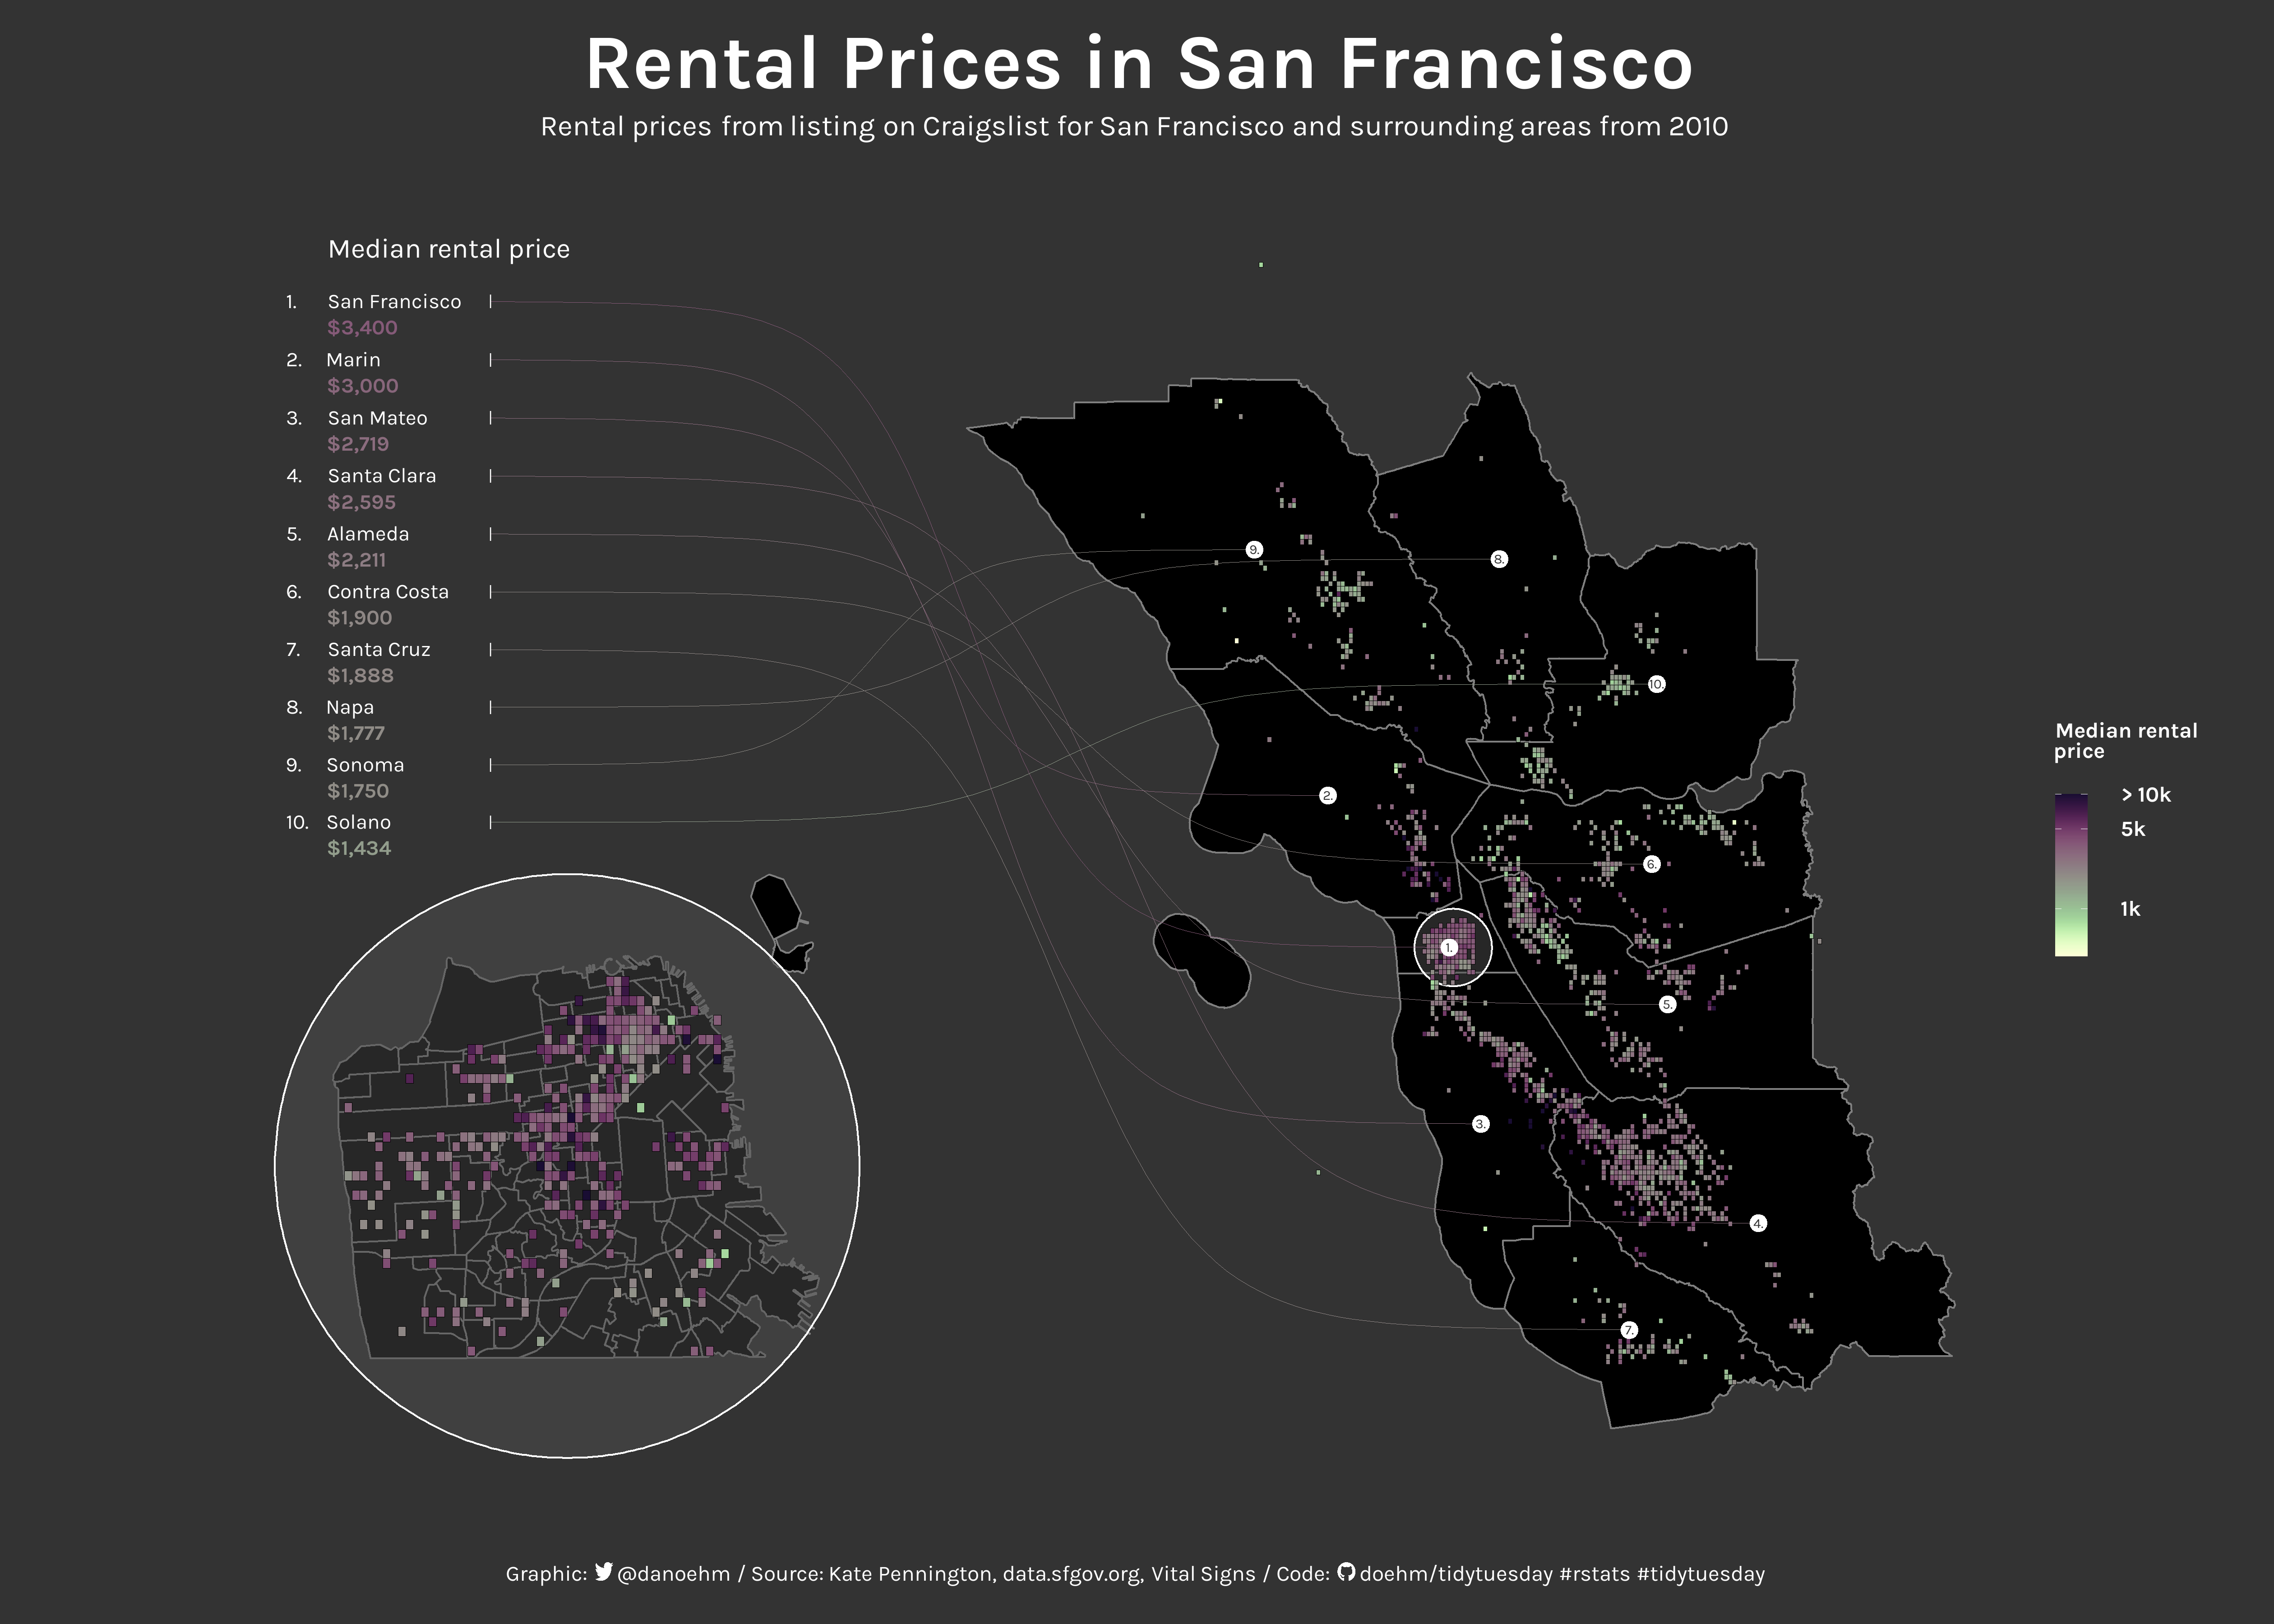 Rental Prices in San Francisco
Rental prices from listing on Craigslist for San Francisco and surrounding areas from 2010
Median rental price
1. San Francisco
$3,400
2. Marin
$3,000
3. San Mateo
$2,719
4. Santa Clara
$2,595
5. Alameda
$2,211
6. Contra Costa
$1,900
7. Santa Cruz
$1,888
8. Napa
$1,777
9. Sonoma
$1,750
10. Solano
$1,434
9.
8.
10.
2.
6.
1.
5.
3.
4.
7.
Median rental
price
> 10k
5k
1k
Graphic: @danoehm / Source: Kate Pennington, data.sfgov.org, Vital Signs / Code: doehm/tidytuesday #rstats #tidytuesday